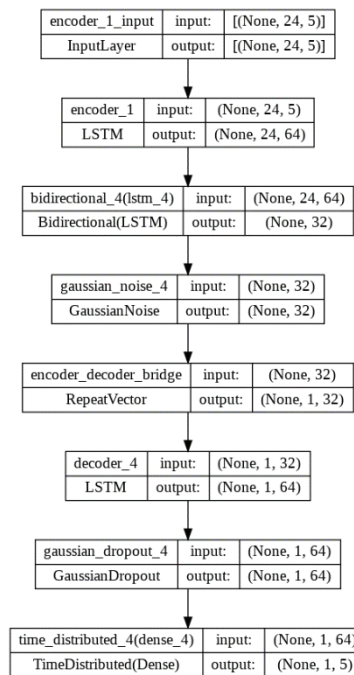 encoder_1_input input: [(None, 24, 5)]
InputLayer output: [(None, 24, 5)]
encoder_1 input: (None, 24, 5)
LSTM output: (None, 24, 64)
bidirectional_4(lstm_4) input: (None, 24, 64)
Bidirectional(LSTM) output: (None, 32)
gaussian_noise_4 input: (None, 32)
GaussianNoise output: (None, 32)
encoder_decoder_bridge input: (None, 32)
RepeatVector output: (None, 1, 32)
decoder_4 input: (None, 1, 32)
LSTM output: (None, 1, 64)
gaussian_dropout_4 input: (None, 1, 64)
GaussianDropout output: (None, 1, 64)
time_distributed_4(dense_4) input: (None, 1, 64)
TimeDistributed(Dense) output: (None, 1, 5)